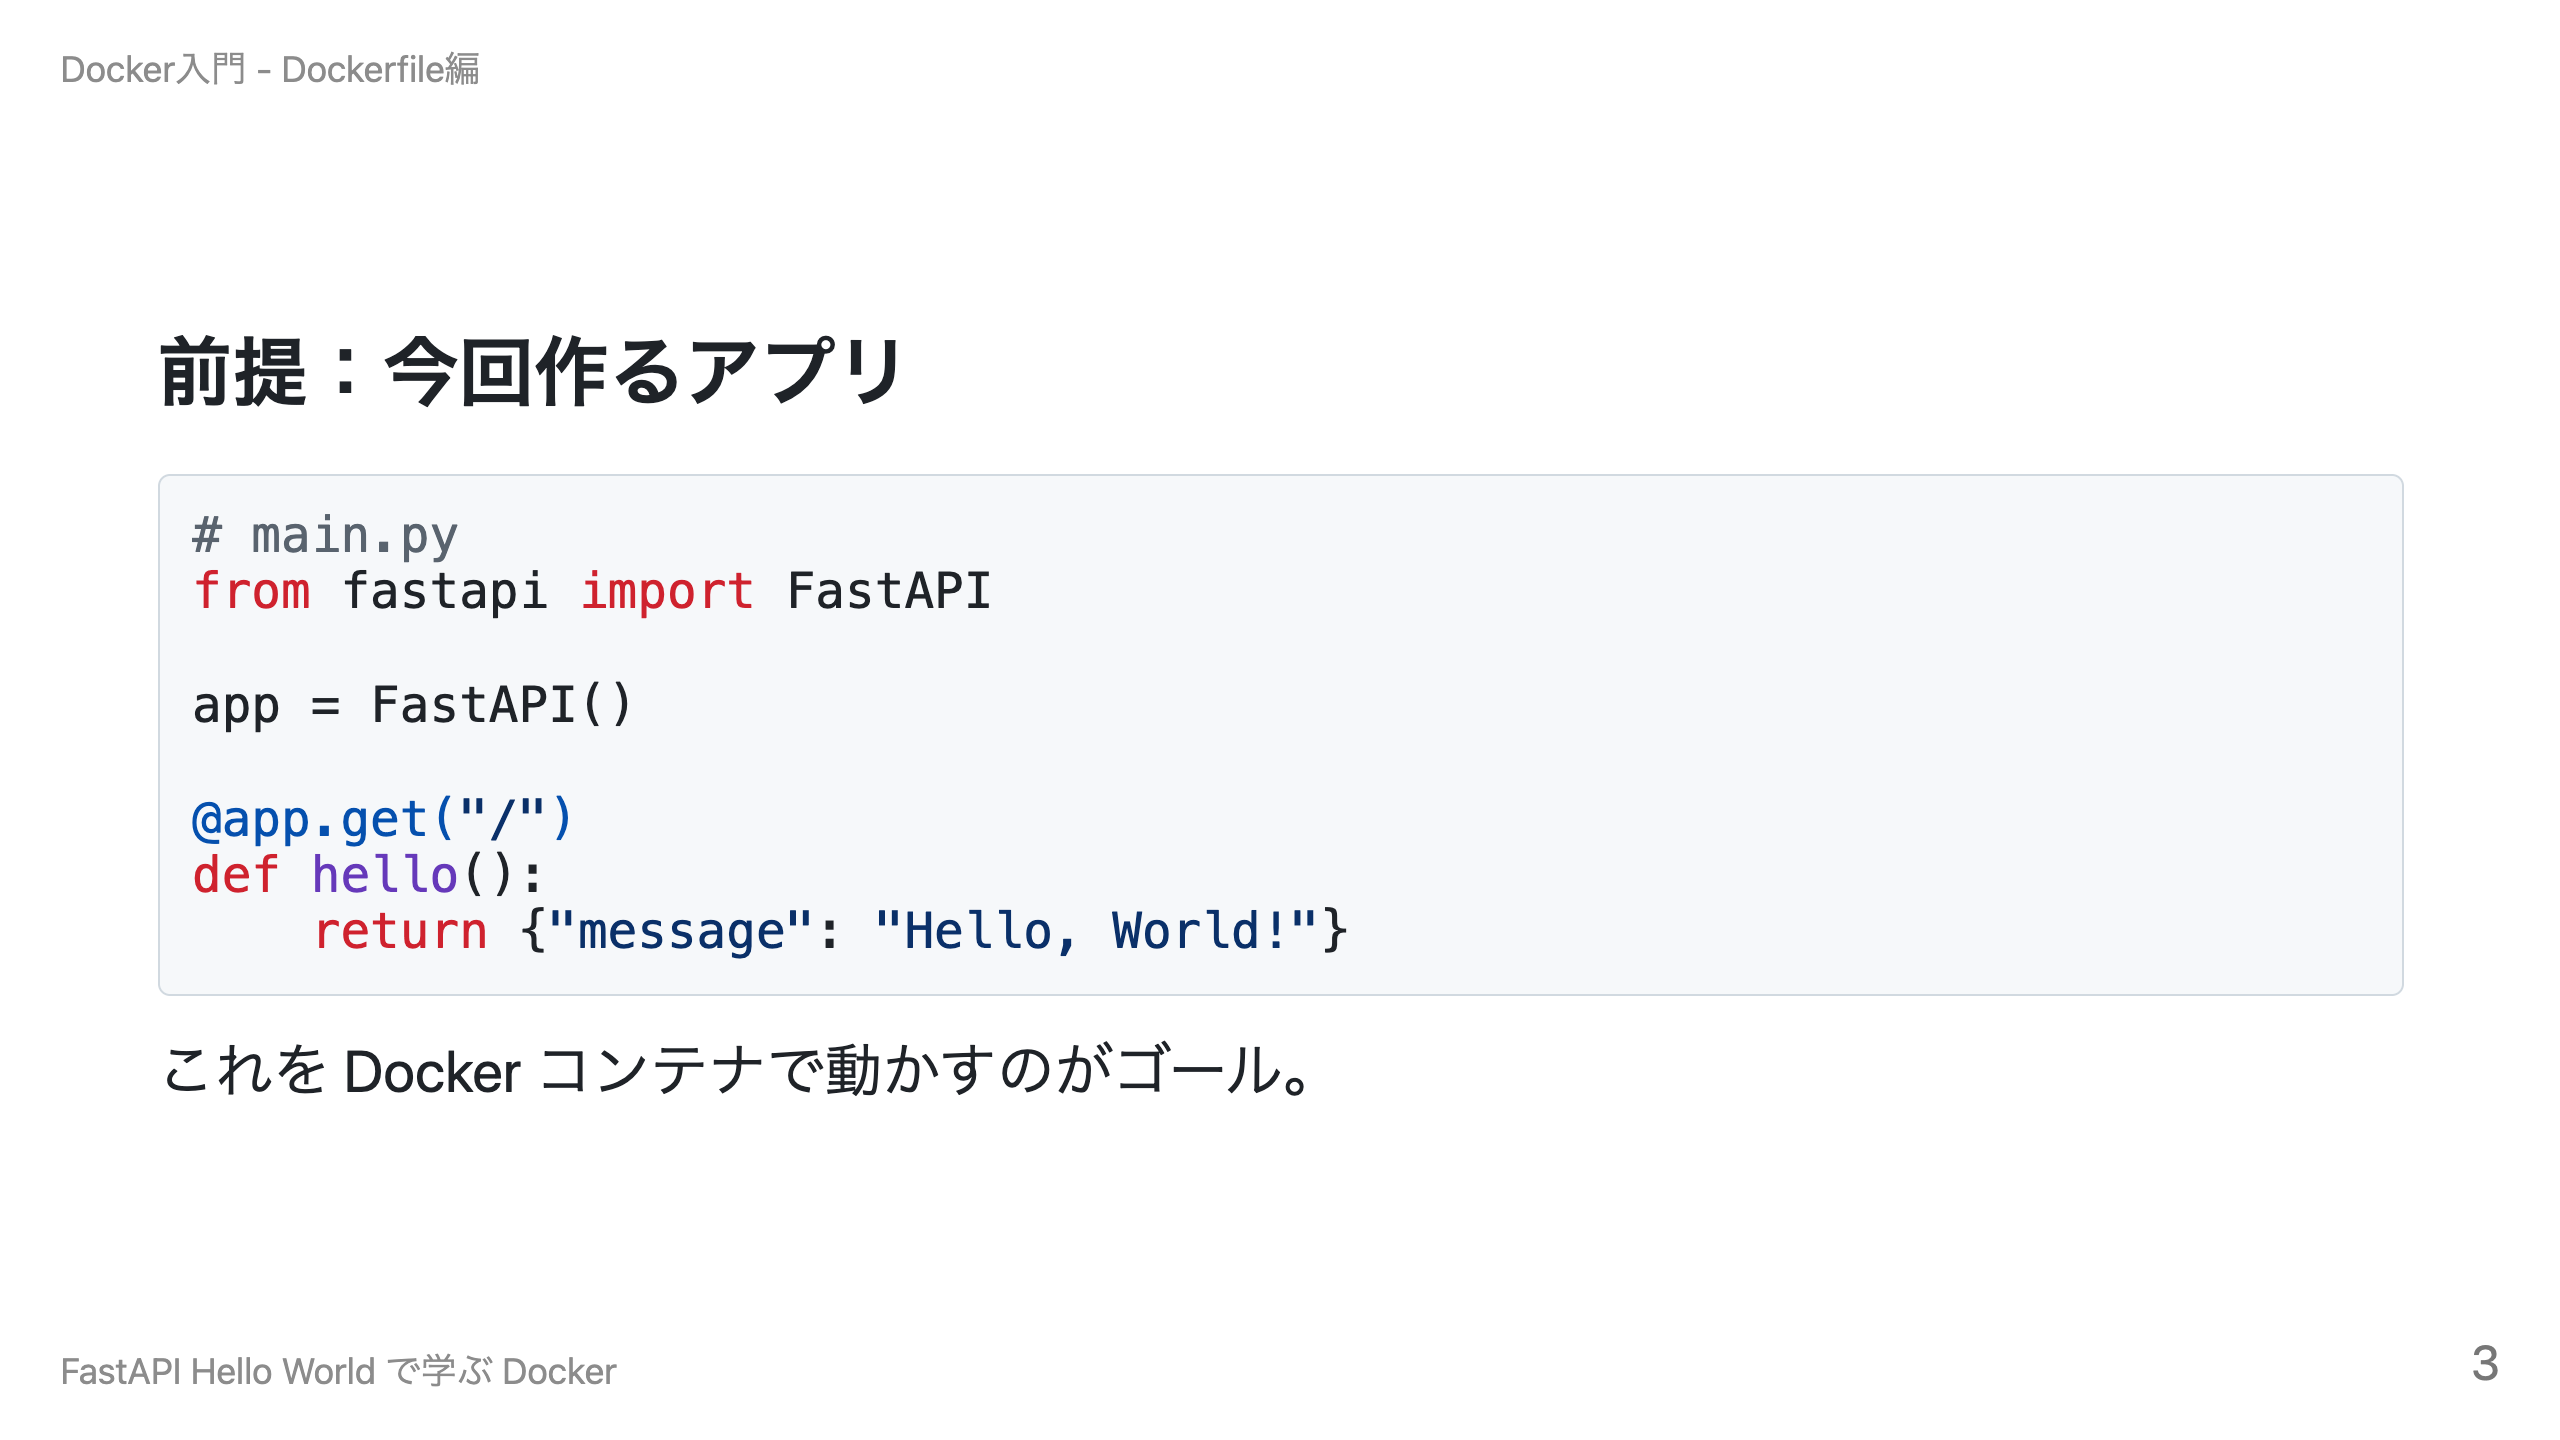 Docker入門 - Dockerfile編
前提：今回作るアプリ
# main.py
from fastapi import FastAPI
app = FastAPI()
@app.get("/")
def hello():
    return {"message": "Hello, World!"}
これを Docker コンテナで動かすのがゴール。
FastAPI Hello World で学ぶ Docker
3